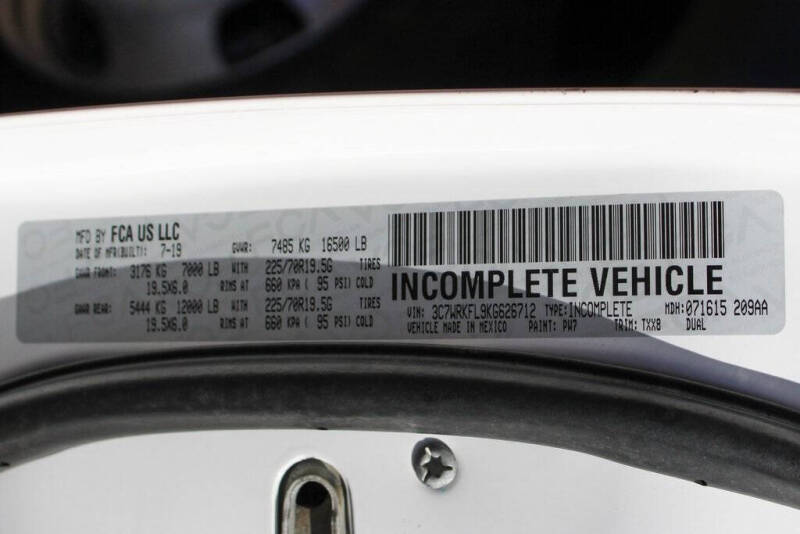 MFD BY FCA US LLC
DATE OF MFR(BUILT): 7-19 GVWR: 7485 KG 16500 LB
GAWR FRONT: 3176 KG 7000 LB WITH 225/70R19.5G TIRES
19.5X6.0 RIMS AT 660 KPA ( 95 PSI) COLD
GAWR REAR: 5444 KG 12000 LB WITH 225/70R19.5G TIRES
19.5X6.0 RIMS AT 660 KPA ( 95 PSI) COLD
INCOMPLETE VEHICLE
VIN: 3C7WRKFL9KG626712 TYPE:INCOMPLETE MDH:071615 209AA
VEHICLE MADE IN MEXICO PAINT: PW7 TRIM: TXX8 DUAL